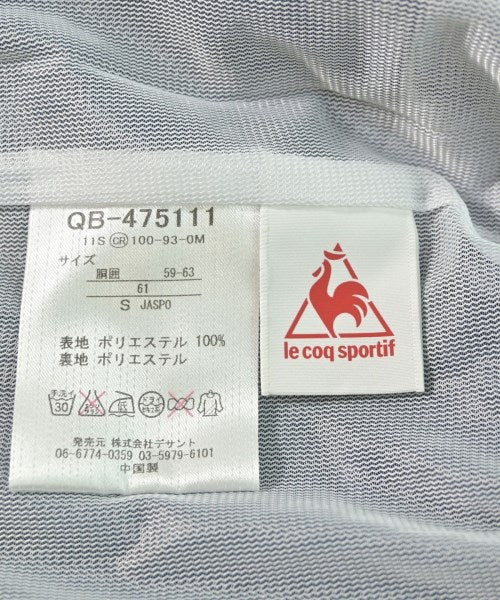 QB-475111
11S CR 100-93-0M
サイズ
胴囲 59-63
61
S JASPO
表地 ポリエステル 100%
裏地 ポリエステル
発売元 株式会社デサント
06-6774-0359 03-5979-6101
中国製
le coq sportif